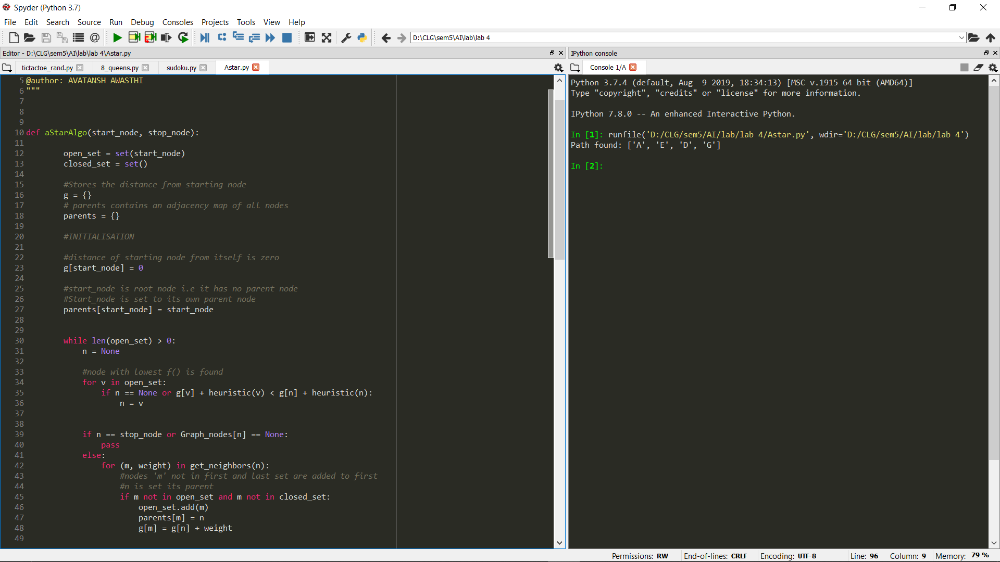 Spyder (Python 3.7)
File Edit Search Source Run Debug Consoles Projects Tools View Help
D:\CLG\sem5\AI\lab\lab 4
Editor - D:\CLG\sem5\AI\lab\lab 4\Astar.py
tictactoe_rand.py 8_queens.py sudoku.py Astar.py
5 @author: AVATANSH AWASTHI
6 """
7
8
9
10 def aStarAlgo(start_node, stop_node):
11
12 open_set = set(start_node)
13 closed_set = set()
14
15 #Stores the distance from starting node
16 g = {}
17 # parents contains an adjacency map of all nodes
18 parents = {}
19
20 #INITIALISATION
21
22 #distance of starting node from itself is zero
23 g[start_node] = 0
24
25 #start_node is root node i.e it has no parent node
26 #Start_node is set to its own parent node
27 parents[start_node] = start_node
28
29
30 while len(open_set) > 0:
31 n = None
32
33 #node with lowest f() is found
34 for v in open_set:
35 if n == None or g[v] + heuristic(v) < g[n] + heuristic(n):
36 n = v
37
38
39 if n == stop_node or Graph_nodes[n] == None:
40 pass
41 else:
42 for (m, weight) in get_neighbors(n):
43 #nodes 'm' not in first and last set are added to first
44 #n is set its parent
45 if m not in open_set and m not in closed_set:
46 open_set.add(m)
47 parents[m] = n
48 g[m] = g[n] + weight
49
IPython console
Console 1/A
Python 3.7.4 (default, Aug  9 2019, 18:34:13) [MSC v.1915 64 bit (AMD64)]
Type "copyright", "credits" or "license" for more information.
IPython 7.8.0 -- An enhanced Interactive Python.
In [1]: runfile('D:/CLG/sem5/AI/lab/lab 4/Astar.py', wdir='D:/CLG/sem5/AI/lab/lab 4')
Path found: ['A', 'E', 'D', 'G']
In [2]:
Permissions: RW End-of-lines: CRLF Encoding: UTF-8 Line: 96 Column: 9 Memory: 79 %